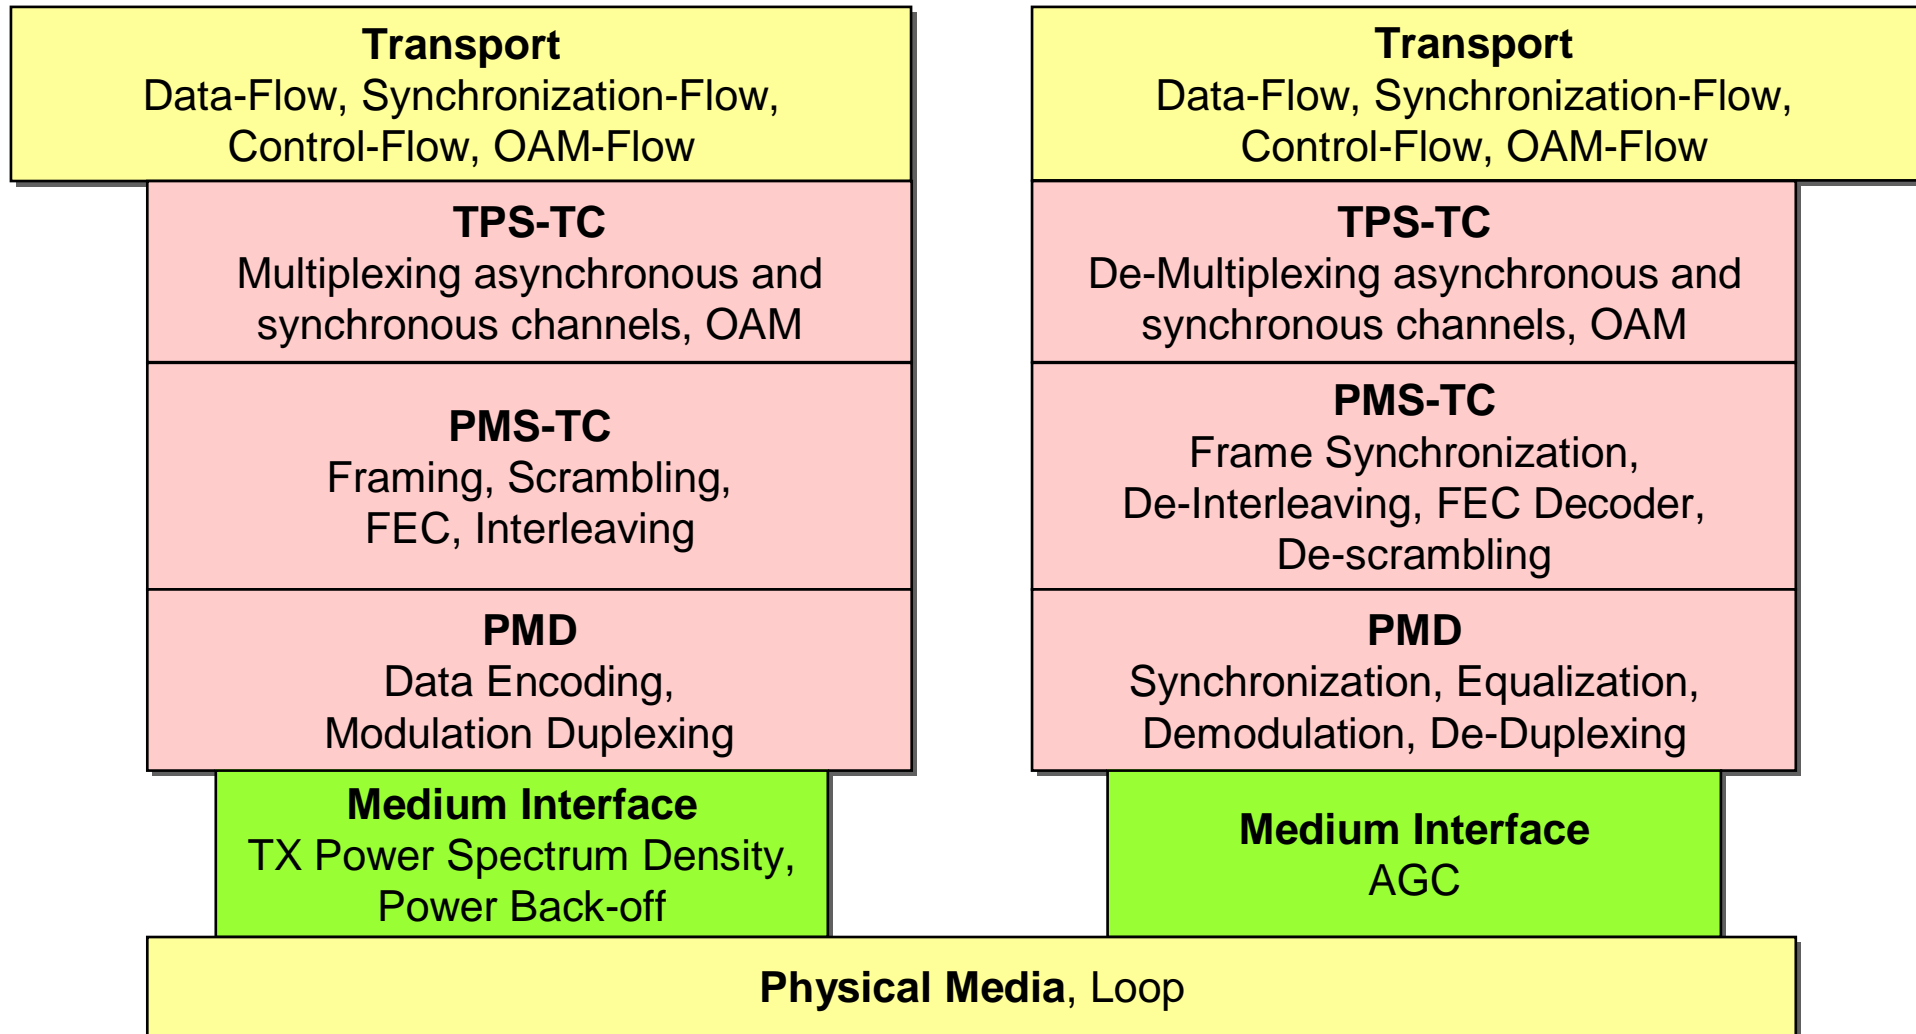 Transport
Data-Flow, Synchronization-Flow,
Control-Flow, OAM-Flow
TPS-TC
Multiplexing asynchronous and
synchronous channels, OAM
PMS-TC
Framing, Scrambling,
FEC, Interleaving
PMD
Data Encoding,
Modulation Duplexing
Medium Interface
TX Power Spectrum Density,
Power Back-off
Transport
Data-Flow, Synchronization-Flow,
Control-Flow, OAM-Flow
TPS-TC
De-Multiplexing asynchronous and
synchronous channels, OAM
PMS-TC
Frame Synchronization,
De-Interleaving, FEC Decoder,
De-scrambling
PMD
Synchronization, Equalization,
Demodulation, De-Duplexing
Medium Interface
AGC
Physical Media, Loop